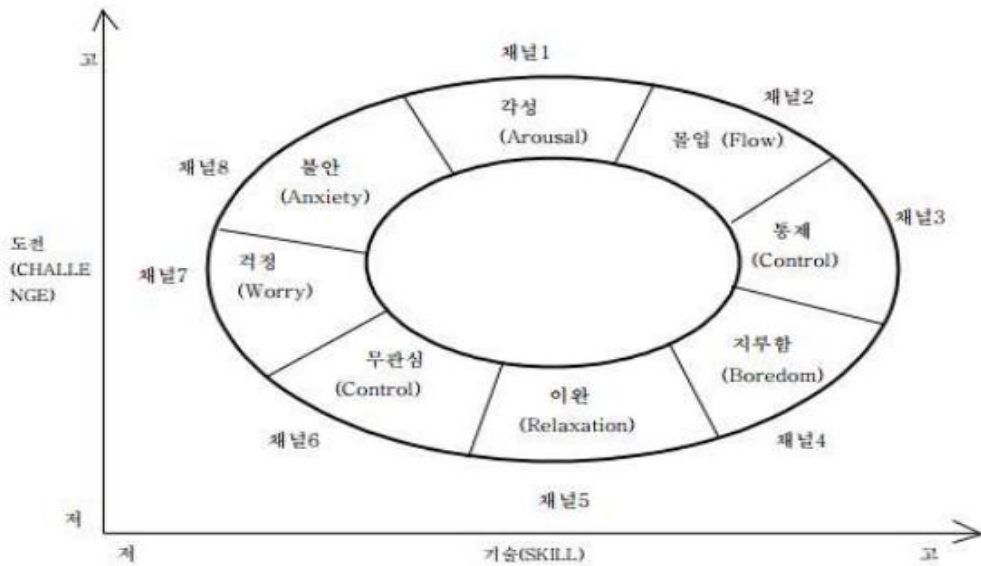 고
채널1
각성
(Arousal)
채널2
몰입 (Flow)
채널8
불안
(Anxiety)
채널3
통제
(Control)
도전
(CHALLE
NGE)
채널7
걱정
(Worry)
지루함
(Boredom)
무관심
(Control)
이완
(Relaxation)
채널6
채널4
채널5
저
저
기술(SKILL)
고